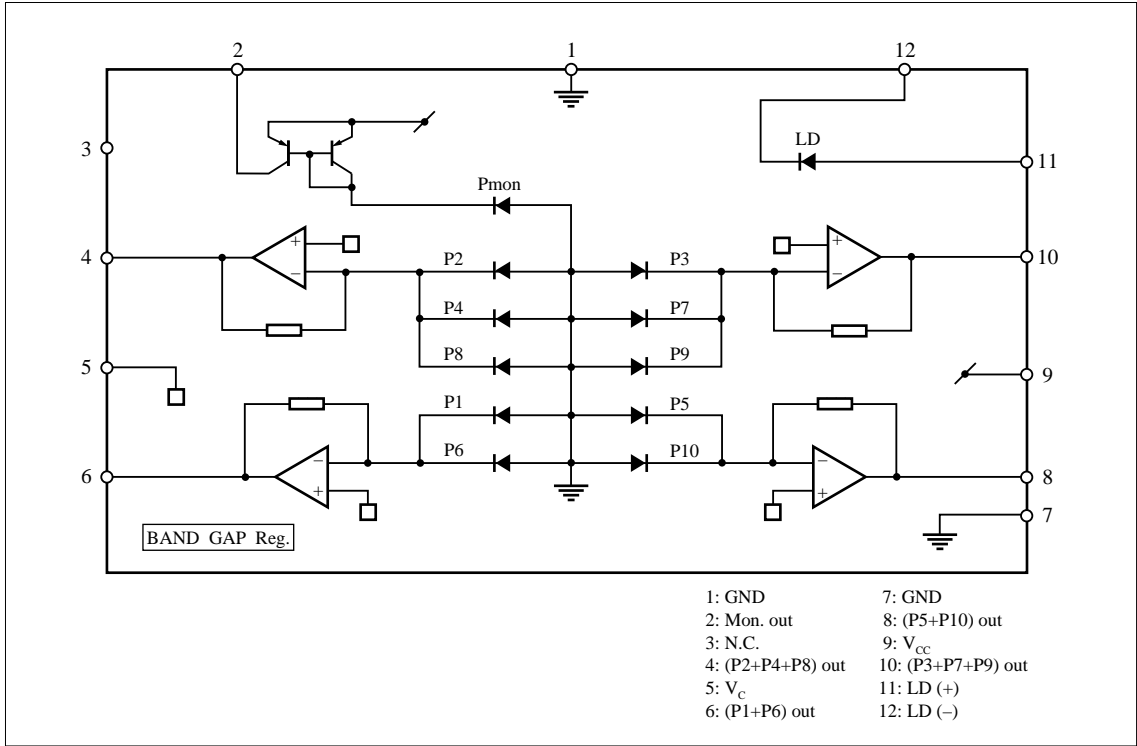 2
1
12
3
LD
11
Pmon
4
+
−
P2
P3
+
−
10
P4
P7
P8
P9
5
9
P1
P5
6
−
+
P6
P10
−
+
8
7
BAND GAP Reg.
1: GND
2: Mon. out
3: N.C.
4: (P2+P4+P8) out
5: VC
6: (P1+P6) out
7: GND
8: (P5+P10) out
9: VCC
10: (P3+P7+P9) out
11: LD (+)
12: LD (–)